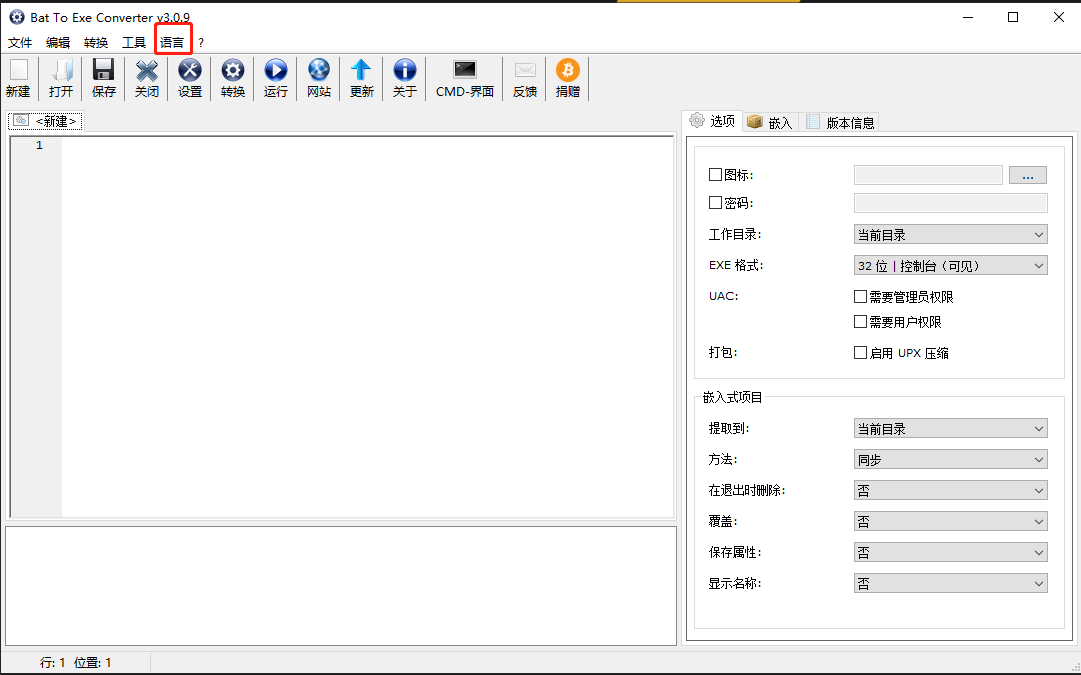 Bat To Exe Converter v3.0.9
文件 编辑 转换 工具 语言 ?
新建 打开 保存 关闭 设置 转换 运行 网站 更新 关于 CMD-界面 反馈 捐赠
<新建>
1
选项 嵌入 版本信息
图标:
...
密码:
工作目录: 当前目录
EXE 格式: 32 位 | 控制台（可见）
UAC: 需要管理员权限
需要用户权限
打包: 启用 UPX 压缩
嵌入式项目
提取到: 当前目录
方法: 同步
在退出时删除: 否
覆盖: 否
保存属性: 否
显示名称: 否
行: 1 位置: 1